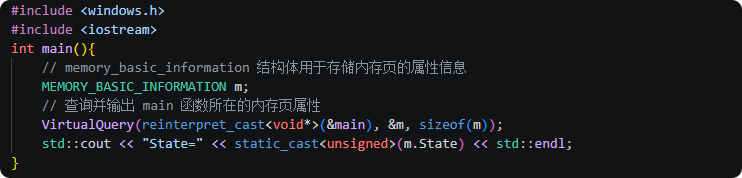 #include <windows.h>
#include <iostream>
int main(){
    // memory_basic_information 结构体用于存储内存页的属性信息
    MEMORY_BASIC_INFORMATION m;
    // 查询并输出 main 函数所在的内存页属性
    VirtualQuery(reinterpret_cast<void*>(&main), &m, sizeof(m));
    std::cout << "State=" << static_cast<unsigned>(m.State) << std::endl;
}